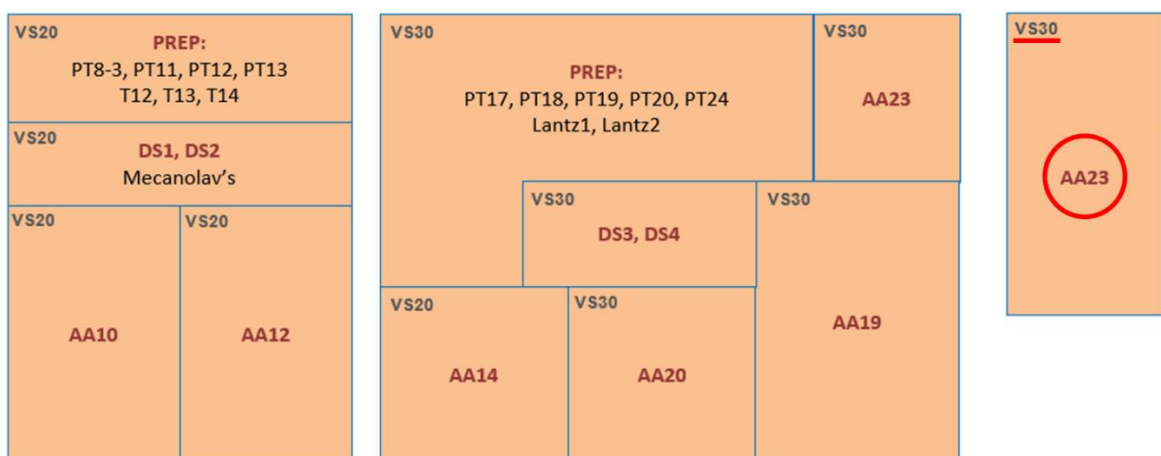 VS20
PREP:
PT8-3, PT11, PT12, PT13
T12, T13, T14
VS20
DS1, DS2
Mecanolav’s
VS20
AA10
VS20
AA12
VS30
PREP:
PT17, PT18, PT19, PT20, PT24
Lantz1, Lantz2
VS30
AA23
VS30
DS3, DS4
VS30
AA19
VS20
AA14
VS30
AA20
VS30
AA23